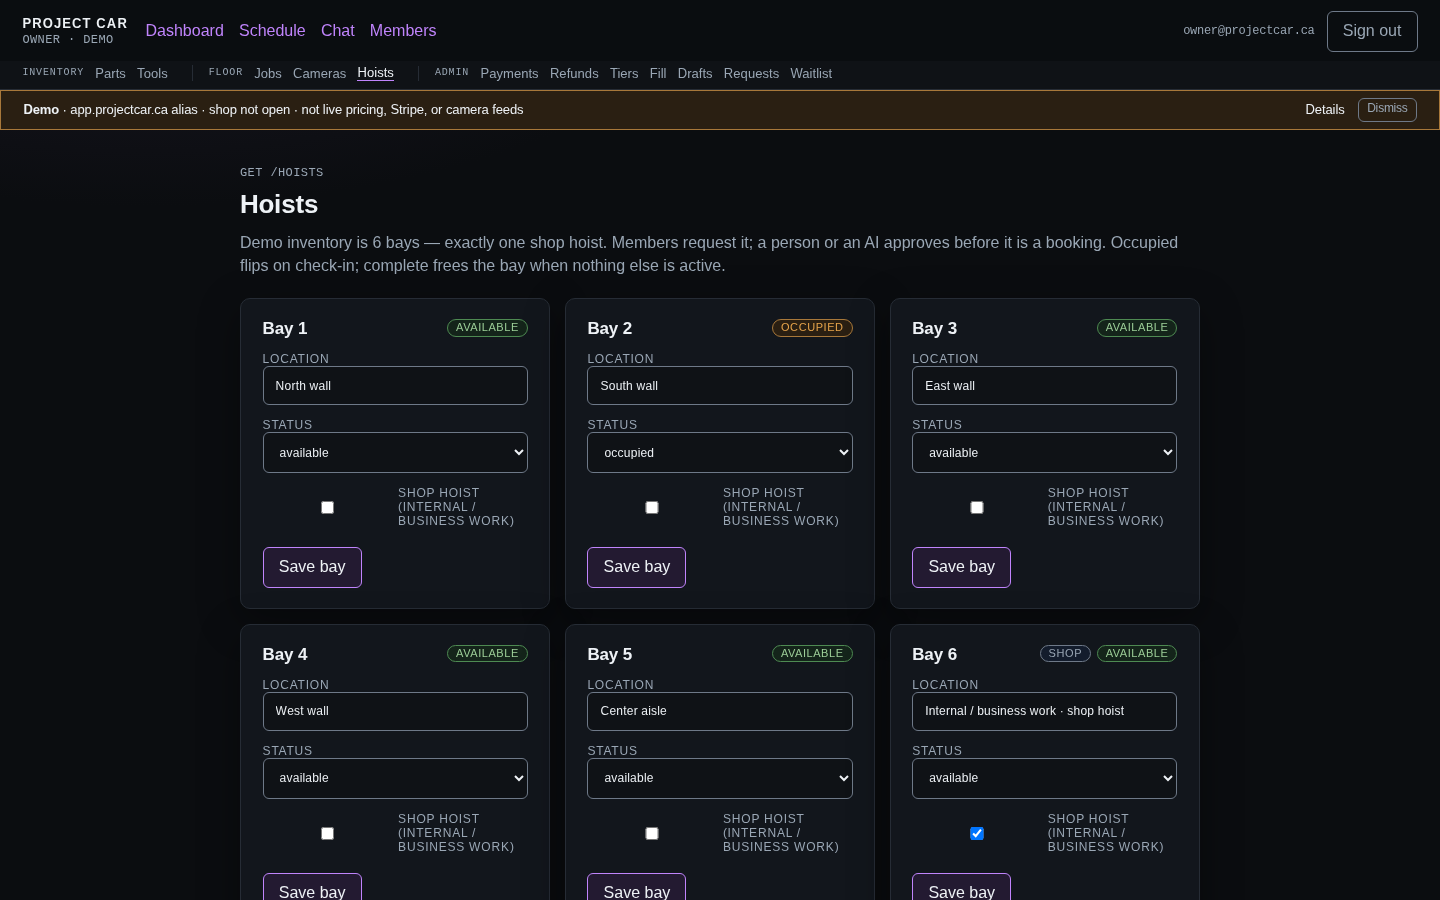 PROJECT CAR
OWNER · DEMO
Dashboard Schedule Chat Members
owner@projectcar.ca
Sign out
INVENTORY Parts Tools
FLOOR Jobs Cameras Hoists
ADMIN Payments Refunds Tiers Fill Drafts Requests Waitlist
Demo · app.projectcar.ca alias · shop not open · not live pricing, Stripe, or camera feeds
Details Dismiss
GET /HOISTS
Hoists
Demo inventory is 6 bays — exactly one shop hoist. Members request it; a person or an AI approves before it is a booking. Occupied
flips on check-in; complete frees the bay when nothing else is active.
Bay 1 AVAILABLE
LOCATION
North wall
STATUS
available
SHOP HOIST
(INTERNAL /
BUSINESS WORK)
Save bay
Bay 2 OCCUPIED
LOCATION
South wall
STATUS
occupied
SHOP HOIST
(INTERNAL /
BUSINESS WORK)
Save bay
Bay 3 AVAILABLE
LOCATION
East wall
STATUS
available
SHOP HOIST
(INTERNAL /
BUSINESS WORK)
Save bay
Bay 4 AVAILABLE
LOCATION
West wall
STATUS
available
SHOP HOIST
(INTERNAL /
BUSINESS WORK)
Save bay
Bay 5 AVAILABLE
LOCATION
Center aisle
STATUS
available
SHOP HOIST
(INTERNAL /
BUSINESS WORK)
Save bay
Bay 6 SHOP AVAILABLE
LOCATION
Internal / business work · shop hoist
STATUS
available
SHOP HOIST
(INTERNAL /
BUSINESS WORK)
Save bay